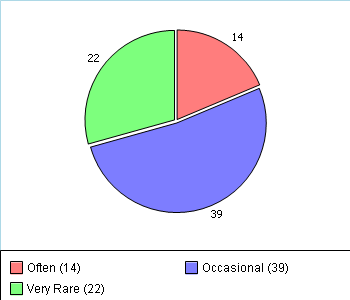 14
22
39
Often (14)
Occasional (39)
Very Rare (22)